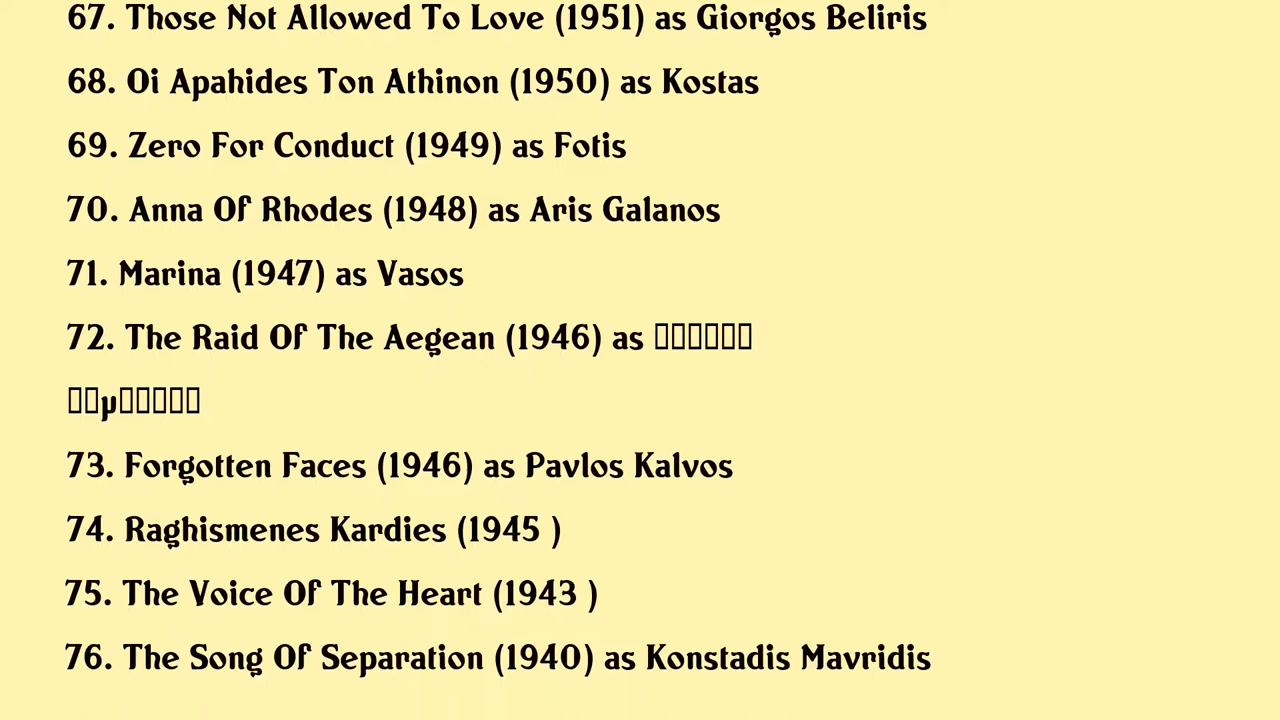 67. Those Not Allowed To Love (1951) as Giorgos Beliris
68. Oi Apahides Ton Athinon (1950) as Kostas
69. Zero For Conduct (1949) as Fotis
70. Anna Of Rhodes (1948) as Aris Galanos
71. Marina (1947) as Vasos
72. The Raid Of The Aegean (1946) as
73. Forgotten Faces (1946) as Pavlos Kalvos
74. Raghismenes Kardies (1945 )
75. The Voice Of The Heart (1943 )
76. The Song Of Separation (1940) as Konstadis Mavridis